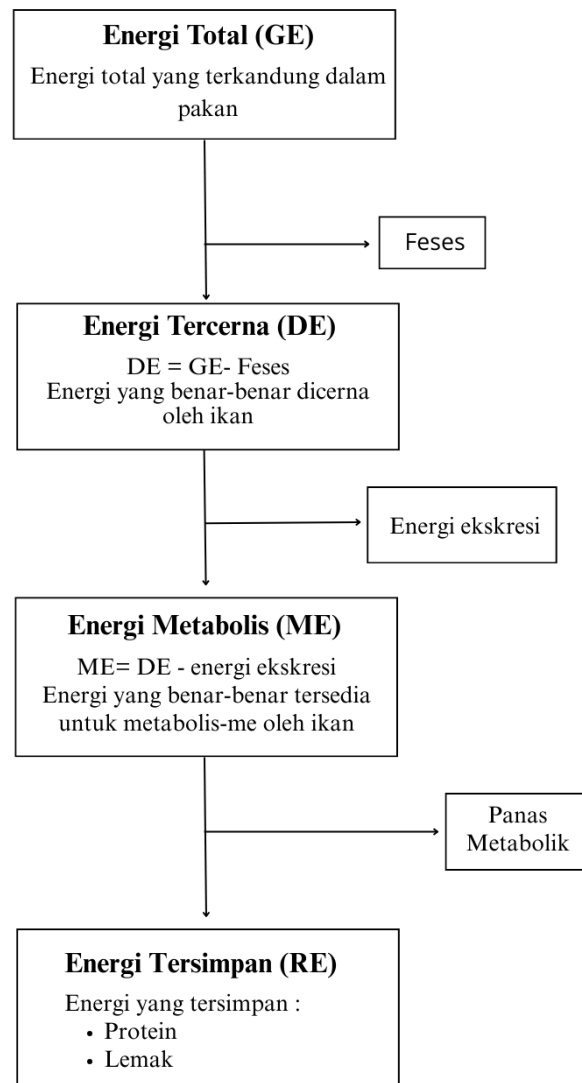 Energi Total (GE)
Energi total yang terkandung dalam
pakan
Feses
Energi Tercerna (DE)
DE = GE- Feses
Energi yang benar-benar dicerna
oleh ikan
Energi ekskresi
Energi Metabolis (ME)
ME= DE - energi ekskresi
Energi yang benar-benar tersedia
untuk metabolis-me oleh ikan
Panas
Metabolik
Energi Tersimpan (RE)
Energi yang tersimpan :
• Protein
• Lemak